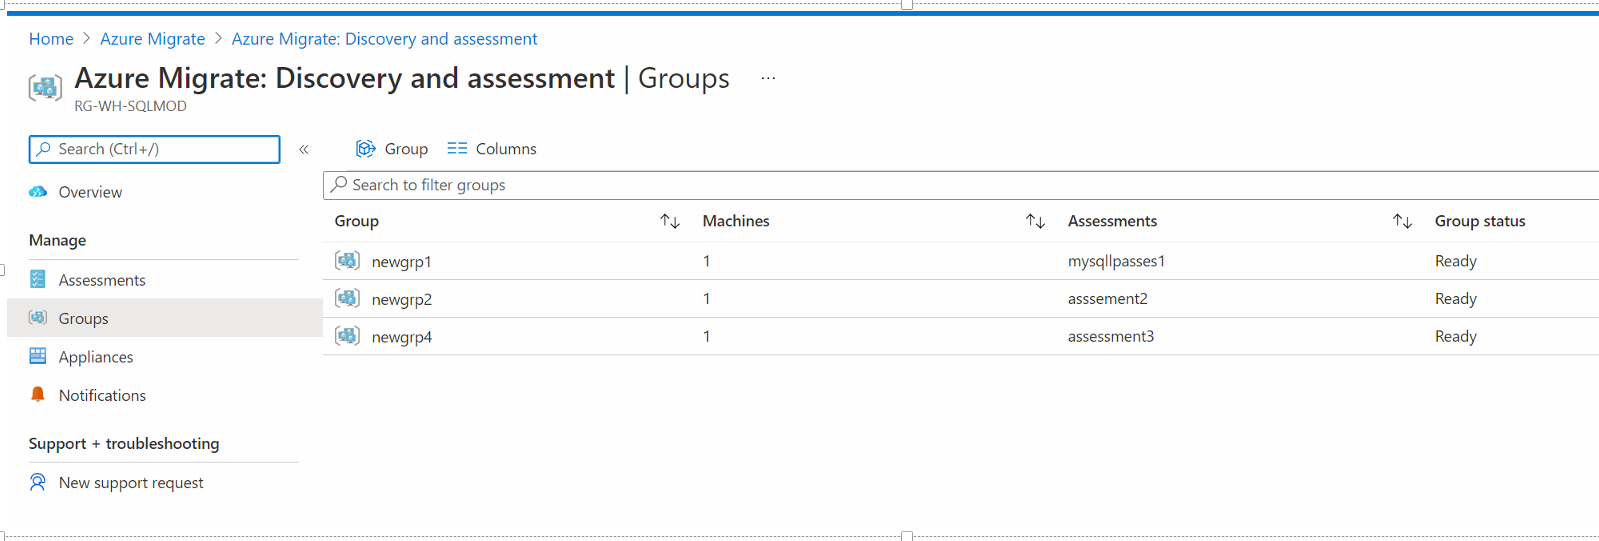 Home > Azure Migrate > Azure Migrate: Discovery and assessment
Azure Migrate: Discovery and assessment | Groups ...
RG-WH-SQLMOD
Search (Ctrl+/)
«
Overview
Manage
Assessments
Groups
Appliances
Notifications
Support + troubleshooting
New support request
Group Columns
Search to filter groups
Group ↑↓ Machines ↑↓ Assessments ↑↓ Group status
newgrp1 1 mysqllpasses1 Ready
newgrp2 1 asssement2 Ready
newgrp4 1 assessment3 Ready